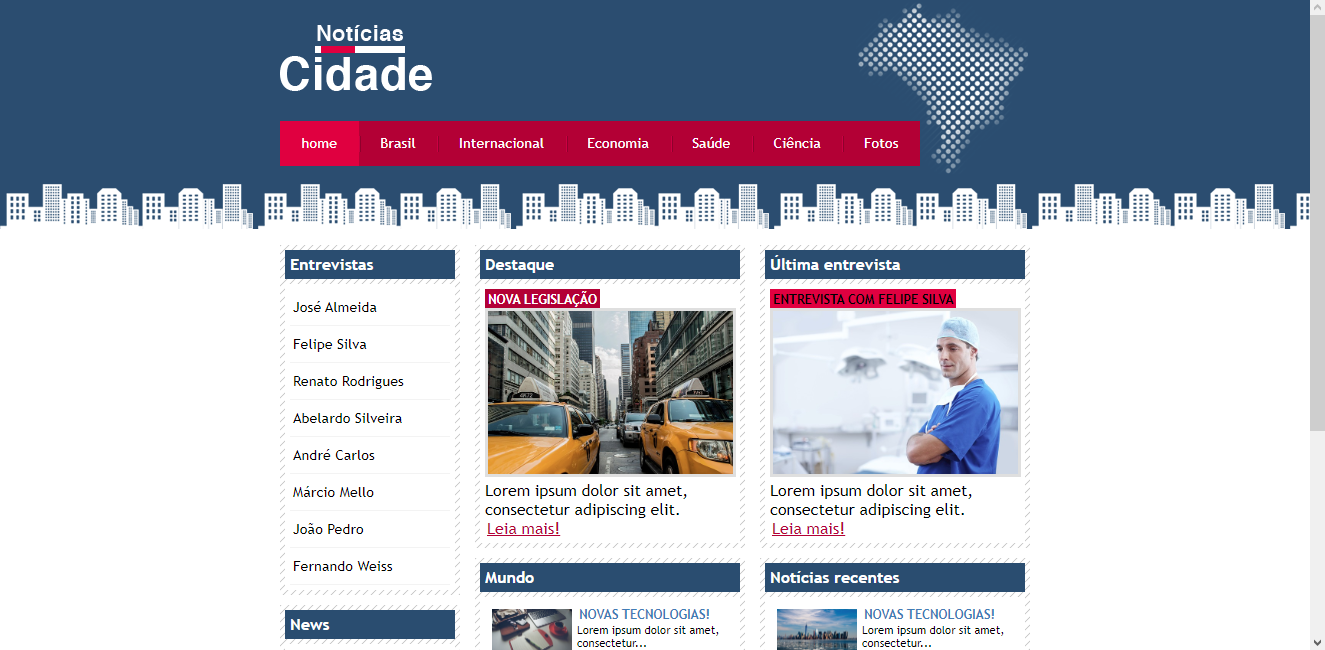 Notícias
Cidade
home Brasil Internacional Economia Saúde Ciência Fotos
Entrevistas
José Almeida
Felipe Silva
Renato Rodrigues
Abelardo Silveira
André Carlos
Márcio Mello
João Pedro
Fernando Weiss
News
Destaque
NOVA LEGISLAÇÃO
Lorem ipsum dolor sit amet,
consectetur adipiscing elit.
Leia mais!
Mundo
NOVAS TECNOLOGIAS!
Lorem ipsum dolor sit amet,
consectetur...
Última entrevista
ENTREVISTA COM FELIPE SILVA
Lorem ipsum dolor sit amet,
consectetur adipiscing elit.
Leia mais!
Notícias recentes
NOVAS TECNOLOGIAS!
Lorem ipsum dolor sit amet,
consectetur...